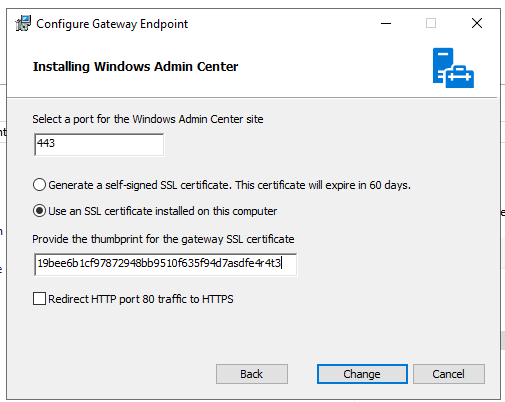 Configure Gateway Endpoint
Installing Windows Admin Center
Select a port for the Windows Admin Center site
443
Generate a self-signed SSL certificate. This certificate will expire in 60 days.
Use an SSL certificate installed on this computer
Provide the thumbprint for the gateway SSL certificate
19bee6b1cf97872948bb9510f635f94d7asdfe4r4t3
Redirect HTTP port 80 traffic to HTTPS
Back
Change
Cancel